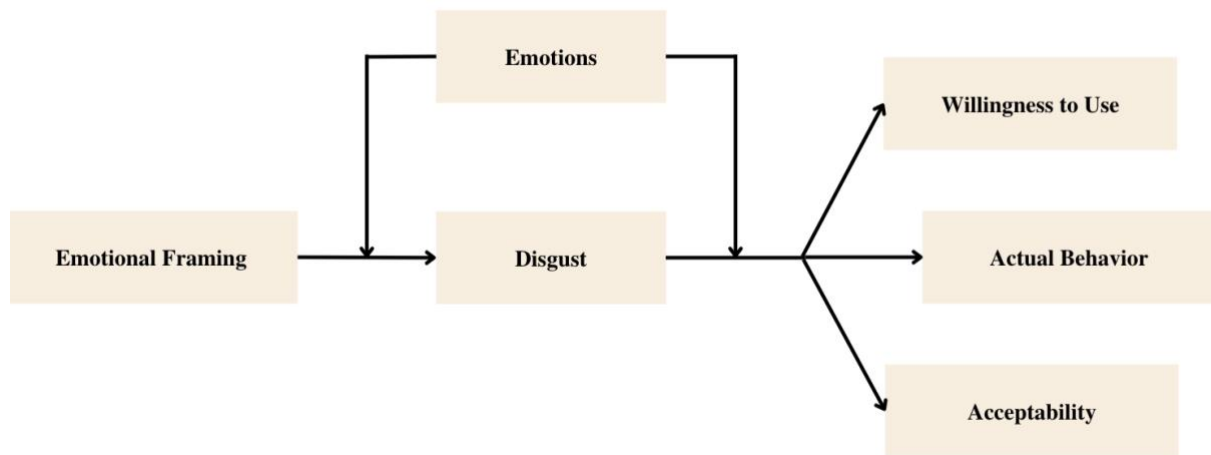 Emotions
Willingness to Use
Emotional Framing
Disgust
Actual Behavior
Acceptability